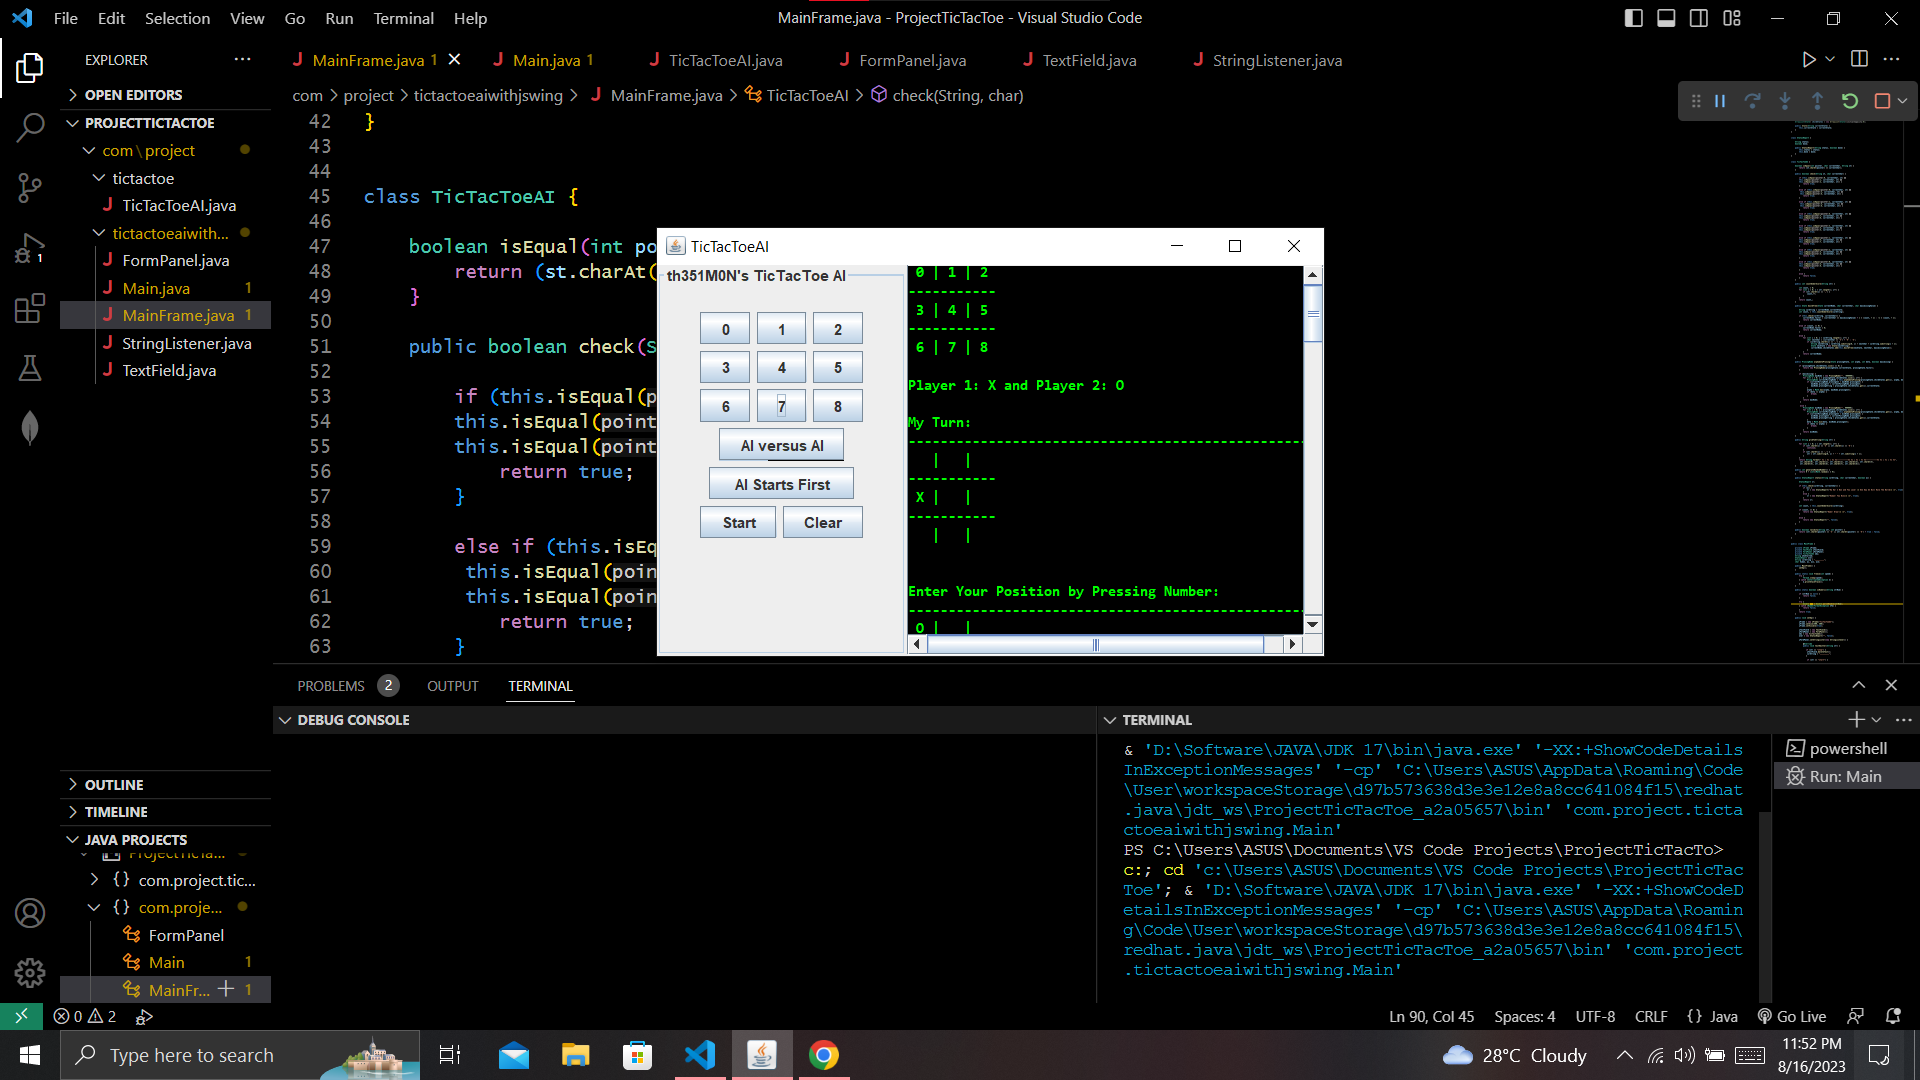 File Edit Selection View Go Run Terminal Help
MainFrame.java - ProjectTicTacToe - Visual Studio Code
EXPLORER
OPEN EDITORS
PROJECTTICTACTOE
com\project
tictactoe
TicTacToeAI.java
tictactoeaiwith...
FormPanel.java
Main.java 1
MainFrame.java 1
StringListener.java
TextField.java
OUTLINE
TIMELINE
JAVA PROJECTS
ProjectTicTa...
{} com.project.tic...
{} com.proje...
FormPanel
Main 1
MainFr... 1
MainFrame.java 1 Main.java 1 TicTacToeAI.java FormPanel.java TextField.java StringListener.java
com > project > tictactoeaiwithjswing > MainFrame.java > TicTacToeAI > check(String, char)
42 }
43
44
45 class TicTacToeAI {
46
47 boolean isEqual(int po
48 return (st.charAt(
49 }
50
51 public boolean check(S
52
53 if (this.isEqual(p
54 this.isEqual(point
55 this.isEqual(point
56 return true;
57 }
58
59 else if (this.isEq
60 this.isEqual(poin
61 this.isEqual(poin
62 return true;
63 }
TicTacToeAI
th351M0N's TicTacToe AI
0 1 2
3 4 5
6 7 8
AI versus AI
AI Starts First
Start Clear
0 | 1 | 2
-----------
3 | 4 | 5
-----------
6 | 7 | 8
Player 1: X and Player 2: O
My Turn:
--------------------------------------------------
| |
-----------
X | |
-----------
| |
Enter Your Position by Pressing Number:
--------------------------------------------------
O | |
PROBLEMS 2 OUTPUT TERMINAL
DEBUG CONSOLE
TERMINAL
& 'D:\Software\JAVA\JDK 17\bin\java.exe' '-XX:+ShowCodeDetails
InExceptionMessages' '-cp' 'C:\Users\ASUS\AppData\Roaming\Code
\User\workspaceStorage\d97b573638d3e3e12e8a8cc641084f15\redhat
.java\jdt_ws\ProjectTicTacToe_a2a05657\bin' 'com.project.ticta
ctoeaiwithjswing.Main'
PS C:\Users\ASUS\Documents\VS Code Projects\ProjectTicTacTo>
c:; cd 'c:\Users\ASUS\Documents\VS Code Projects\ProjectTicTac
Toe'; & 'D:\Software\JAVA\JDK 17\bin\java.exe' '-XX:+ShowCodeD
etailsInExceptionMessages' '-cp' 'C:\Users\ASUS\AppData\Roamin
g\Code\User\workspaceStorage\d97b573638d3e3e12e8a8cc641084f15\
redhat.java\jdt_ws\ProjectTicTacToe_a2a05657\bin' 'com.project
.tictactoeaiwithjswing.Main'
powershell
Run: Main
0 2
Ln 90, Col 45 Spaces: 4 UTF-8 CRLF {} Java Go Live
Type here to search
28°C Cloudy
11:52 PM
8/16/2023